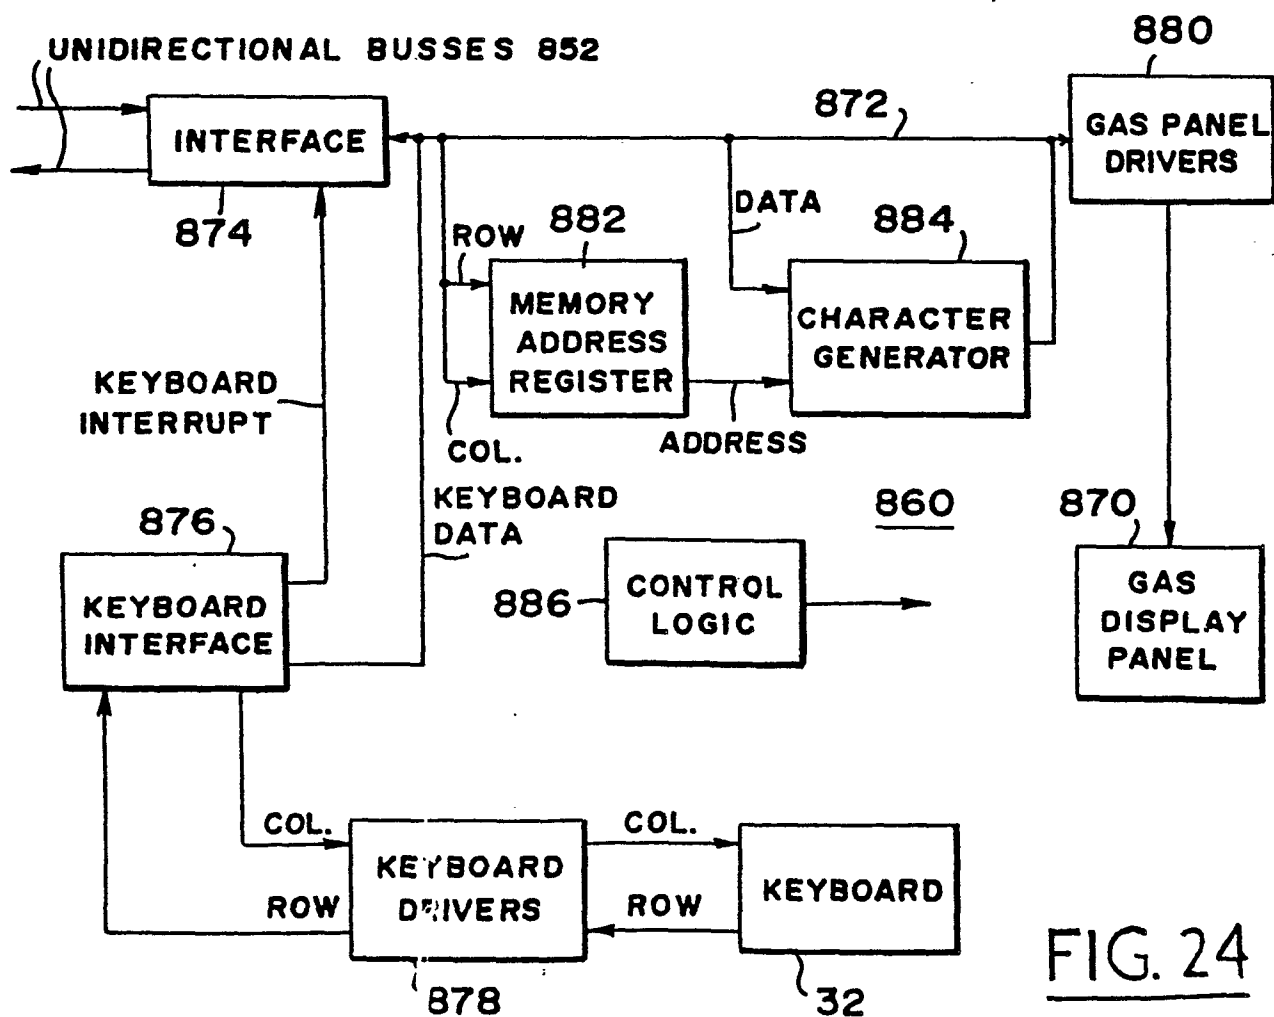 UNIDIRECTIONAL BUSSES 852
880
872
INTERFACE
GAS PANEL
DRIVERS
874
ROW
882
DATA
884
MEMORY
ADDRESS
REGISTER
CHARACTER
GENERATOR
KEYBOARD
INTERRUPT
COL.
ADDRESS
KEYBOARD
DATA
860
870
876
KEYBOARD
INTERFACE
886
CONTROL
LOGIC
GAS
DISPLAY
PANEL
COL.
COL.
KEYBOARD
DRIVERS
KEYBOARD
ROW
ROW
878
32
FIG. 24